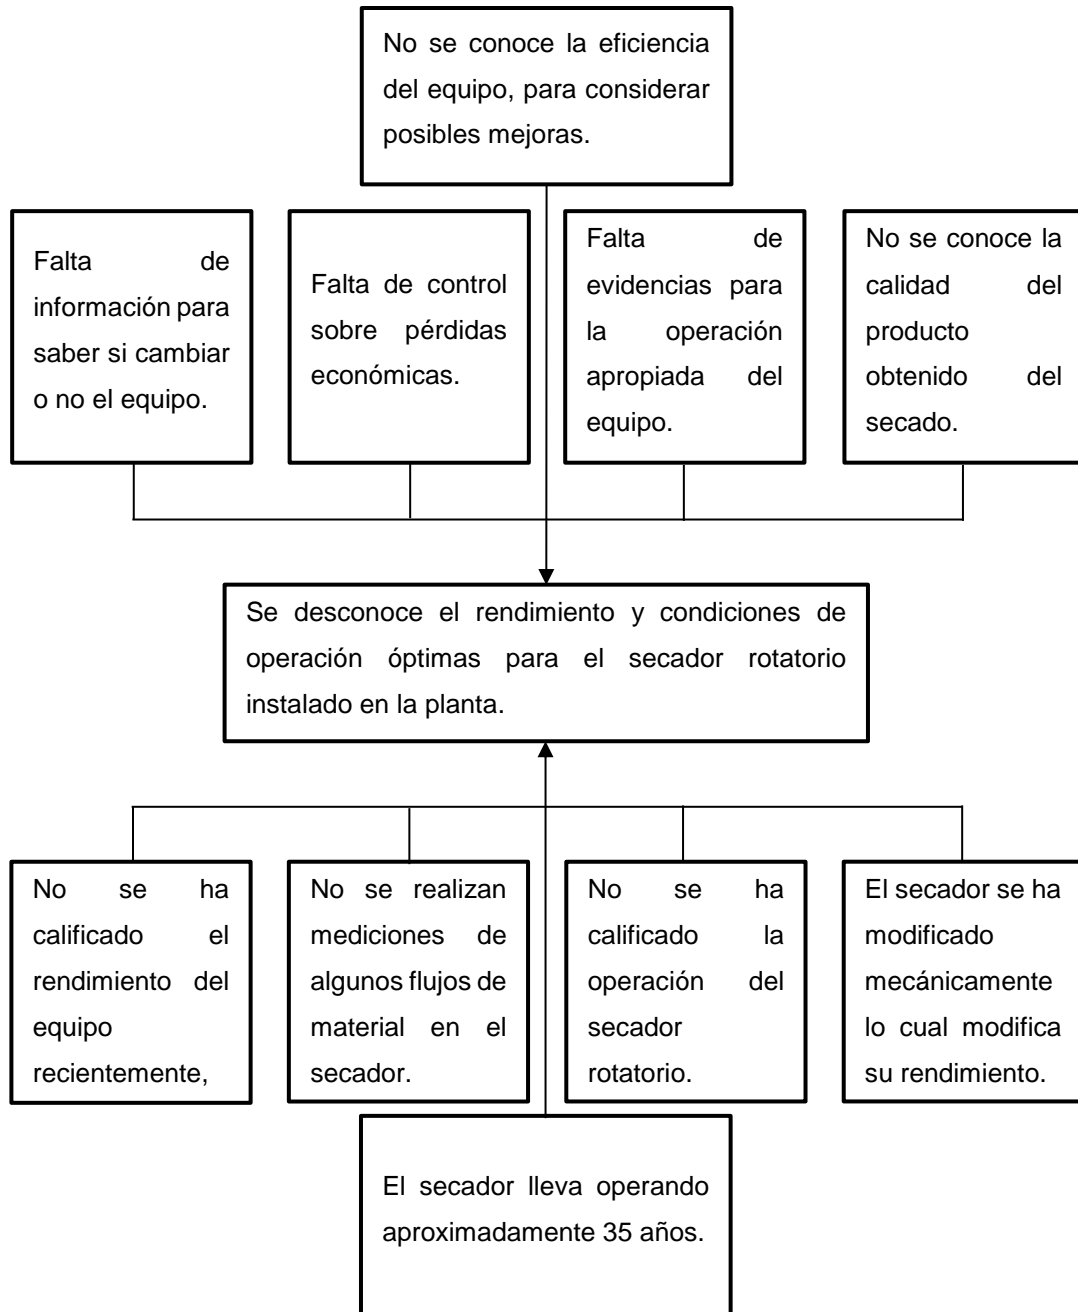 No se conoce la eficiencia
del equipo, para considerar
posibles mejoras.
Falta de
información para
saber si cambiar
o no el equipo.
Falta de control
sobre pérdidas
económicas.
Falta de
evidencias para
la operación
apropiada del
equipo.
No se conoce la
calidad del
producto
obtenido del
secado.
Se desconoce el rendimiento y condiciones de
operación óptimas para el secador rotatorio
instalado en la planta.
No se ha
calificado el
rendimiento del
equipo
recientemente,
No se realizan
mediciones de
algunos flujos de
material en el
secador.
No se ha
calificado la
operación del
secador
rotatorio.
El secador se ha
modificado
mecánicamente
lo cual modifica
su rendimiento.
El secador lleva operando
aproximadamente 35 años.